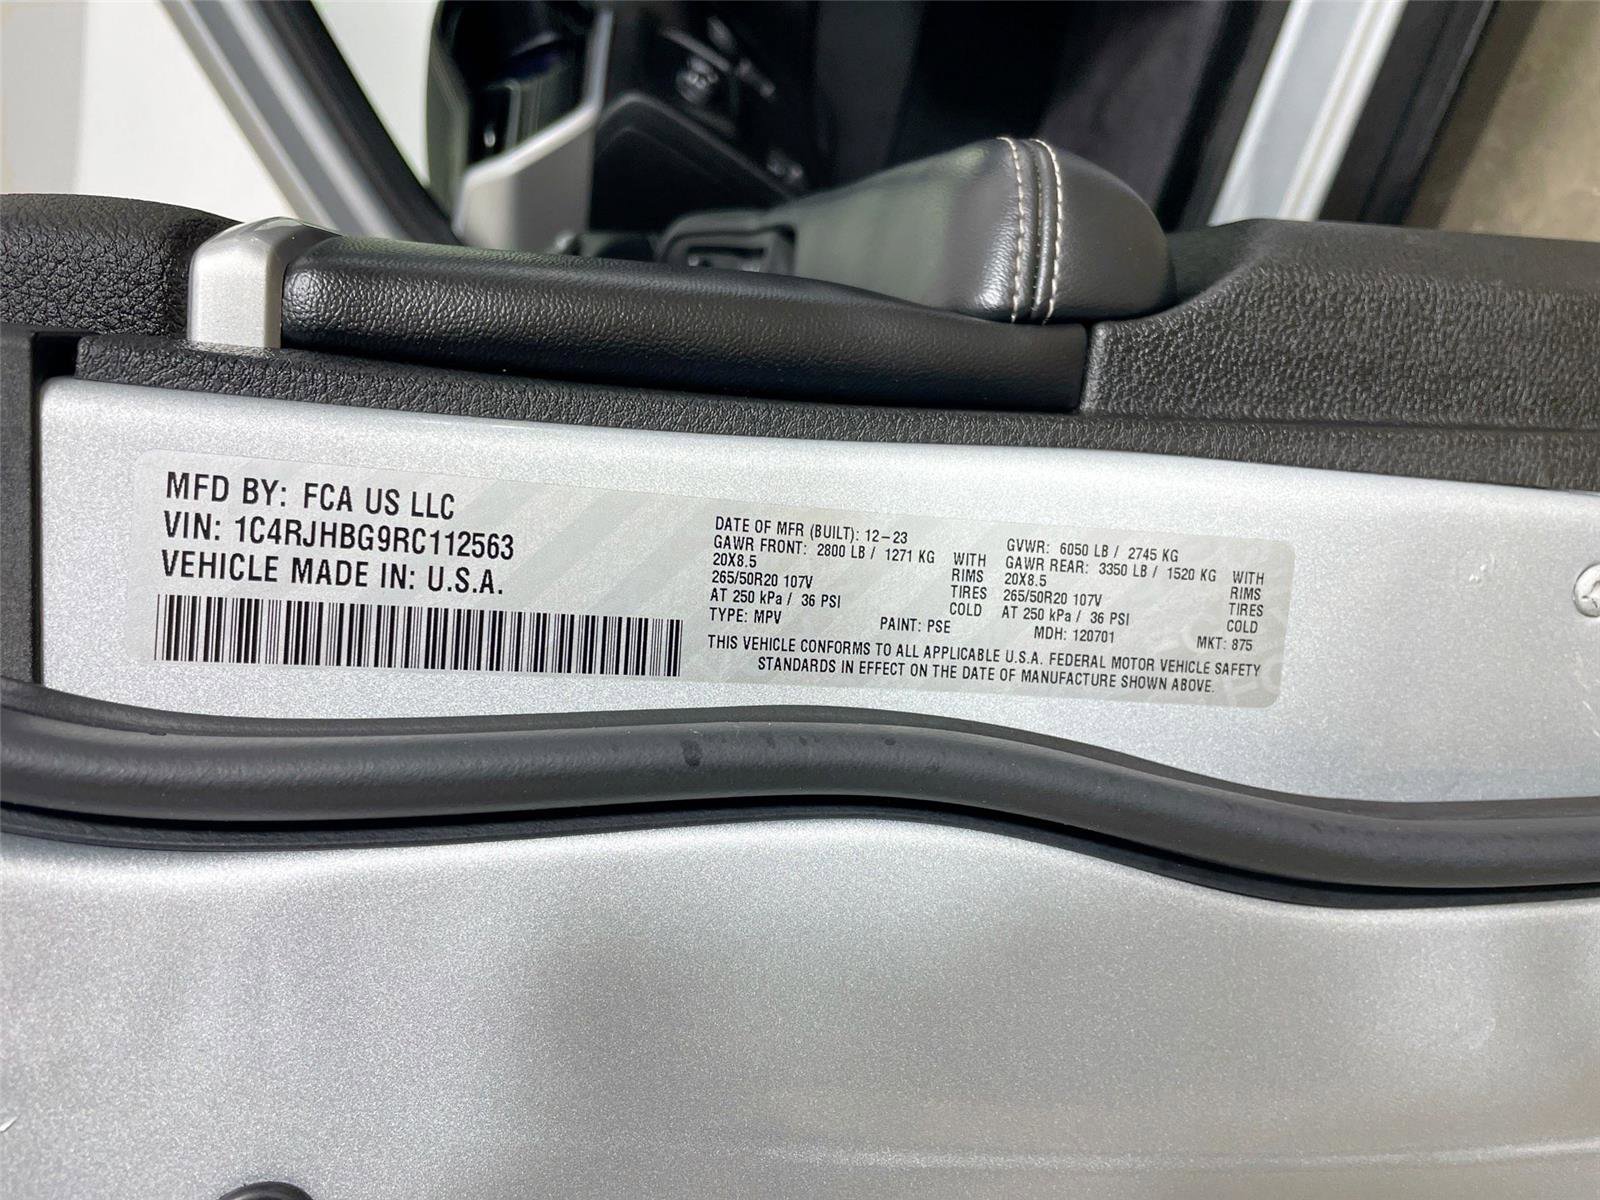 MFD BY: FCA US LLC
VIN: 1C4RJHBG9RC112563
VEHICLE MADE IN: U.S.A.
DATE OF MFR (BUILT): 12-23
GAWR FRONT: 2800 LB / 1271 KG WITH
20X8.5 RIMS
265/50R20 107V TIRES
AT 250 kPa / 36 PSI COLD
TYPE: MPV PAINT: PSE
GVWR: 6050 LB / 2745 KG
GAWR REAR: 3350 LB / 1520 KG WITH
20X8.5 RIMS
265/50R20 107V TIRES
AT 250 kPa / 36 PSI COLD
MDH: 120701 MKT: 875
THIS VEHICLE CONFORMS TO ALL APPLICABLE U.S.A. FEDERAL MOTOR VEHICLE SAFETY
STANDARDS IN EFFECT ON THE DATE OF MANUFACTURE SHOWN ABOVE.